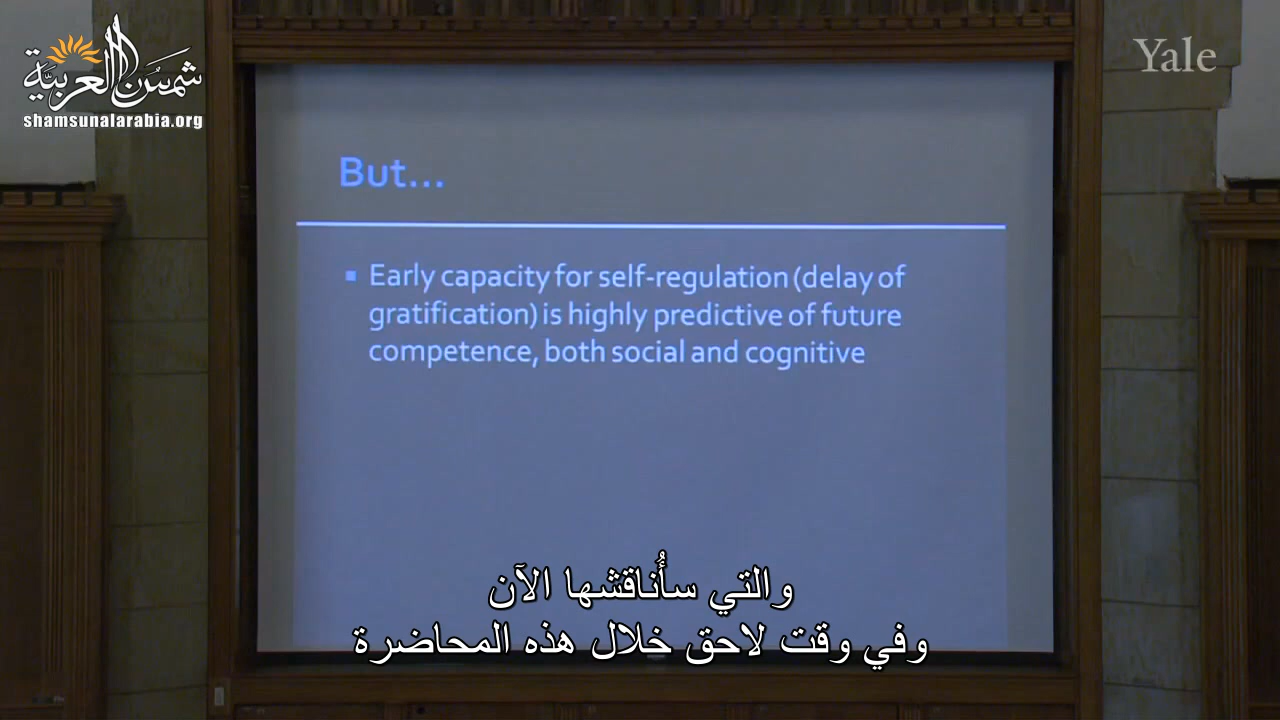 شمس العربية
shamsunalarabia.org
Yale
But...
Early capacity for self-regulation (delay of
gratification) is highly predictive of future
competence, both social and cognitive
والتي سأُناقشها الآن
وفي وقت لاحق خلال هذه المحاضرة